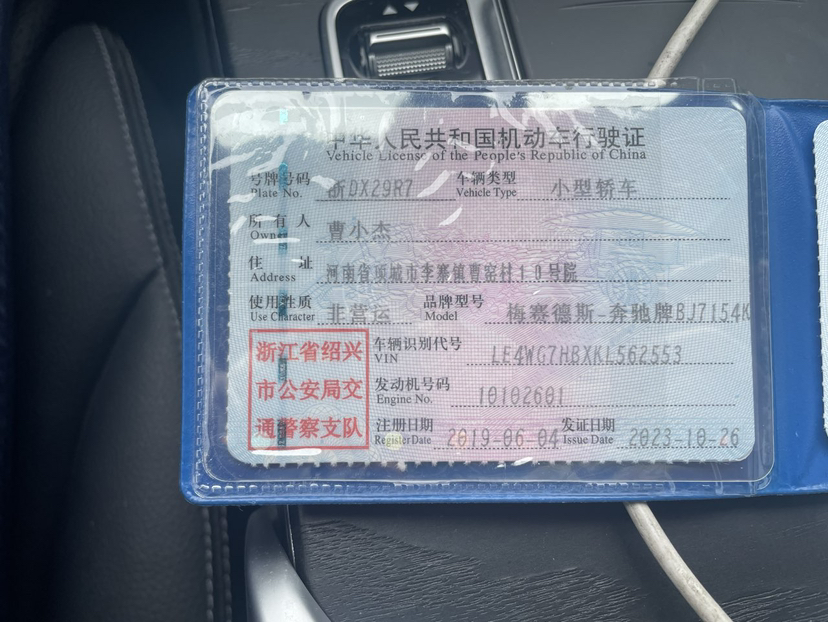 中华人民共和国机动车行驶证
Vehicle License of the People's Republic of China
号牌号码 浙DX29R7 车辆类型 小型轿车
Plate No. Vehicle Type
所有人 曹小杰
Owner
住址 河南省项城市李寨镇曹窑村10号院
Address
使用性质 非营运 品牌型号 梅赛德斯-奔驰牌BJ7154K
Use Character Model
浙江省绍兴
市公安局交
通警察支队
车辆识别代号 LE4WG7HBXKL562553
VIN
发动机号码 10102601
Engine No.
注册日期 2019-06-04 发证日期 2023-10-26
Register Date Issue Date